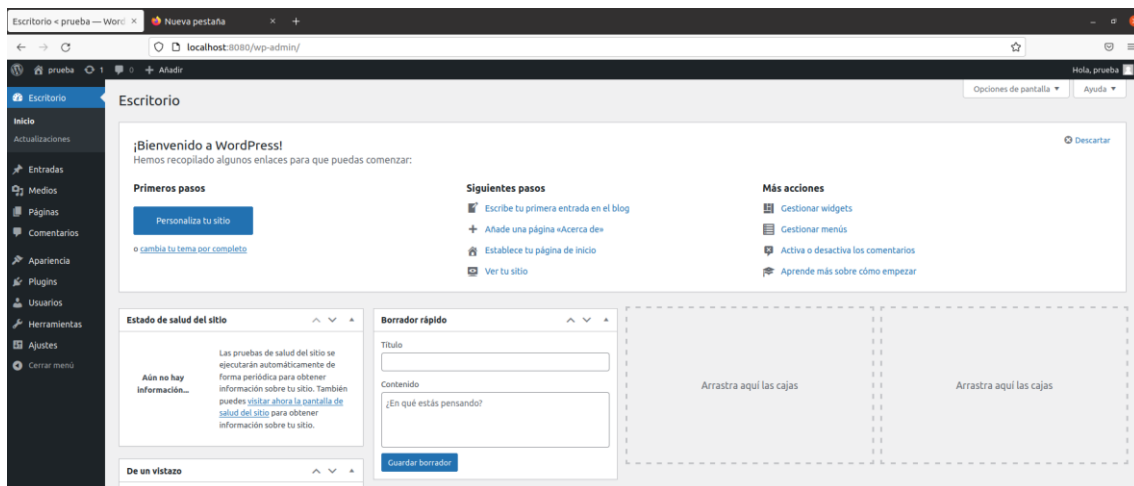 Escritorio < prueba — Word
Nueva pestaña
localhost:8080/wp-admin/
prueba 1 0 + Añadir
Hola, prueba
Escritorio
Inicio
Actualizaciones
Entradas
Medios
Páginas
Comentarios
Apariencia
Plugins
Usuarios
Herramientas
Ajustes
Cerrar menú
Escritorio
Opciones de pantalla
Ayuda
¡Bienvenido a WordPress!
Descartar
Hemos recopilado algunos enlaces para que puedas comenzar:
Primeros pasos
Personaliza tu sitio
o cambia tu tema por completo
Siguientes pasos
Escribe tu primera entrada en el blog
Añade una página «Acerca de»
Establece tu página de inicio
Ver tu sitio
Más acciones
Gestionar widgets
Gestionar menús
Activa o desactiva los comentarios
Aprende más sobre cómo empezar
Estado de salud del sitio
Aún no hay
información...
Las pruebas de salud del sitio se
ejecutarán automáticamente de
forma periódica para obtener
información sobre tu sitio. También
puedes visitar ahora la pantalla de
salud del sitio para obtener
información sobre tu sitio.
De un vistazo
Borrador rápido
Título
Contenido
¿En qué estás pensando?
Guardar borrador
Arrastra aquí las cajas
Arrastra aquí las cajas